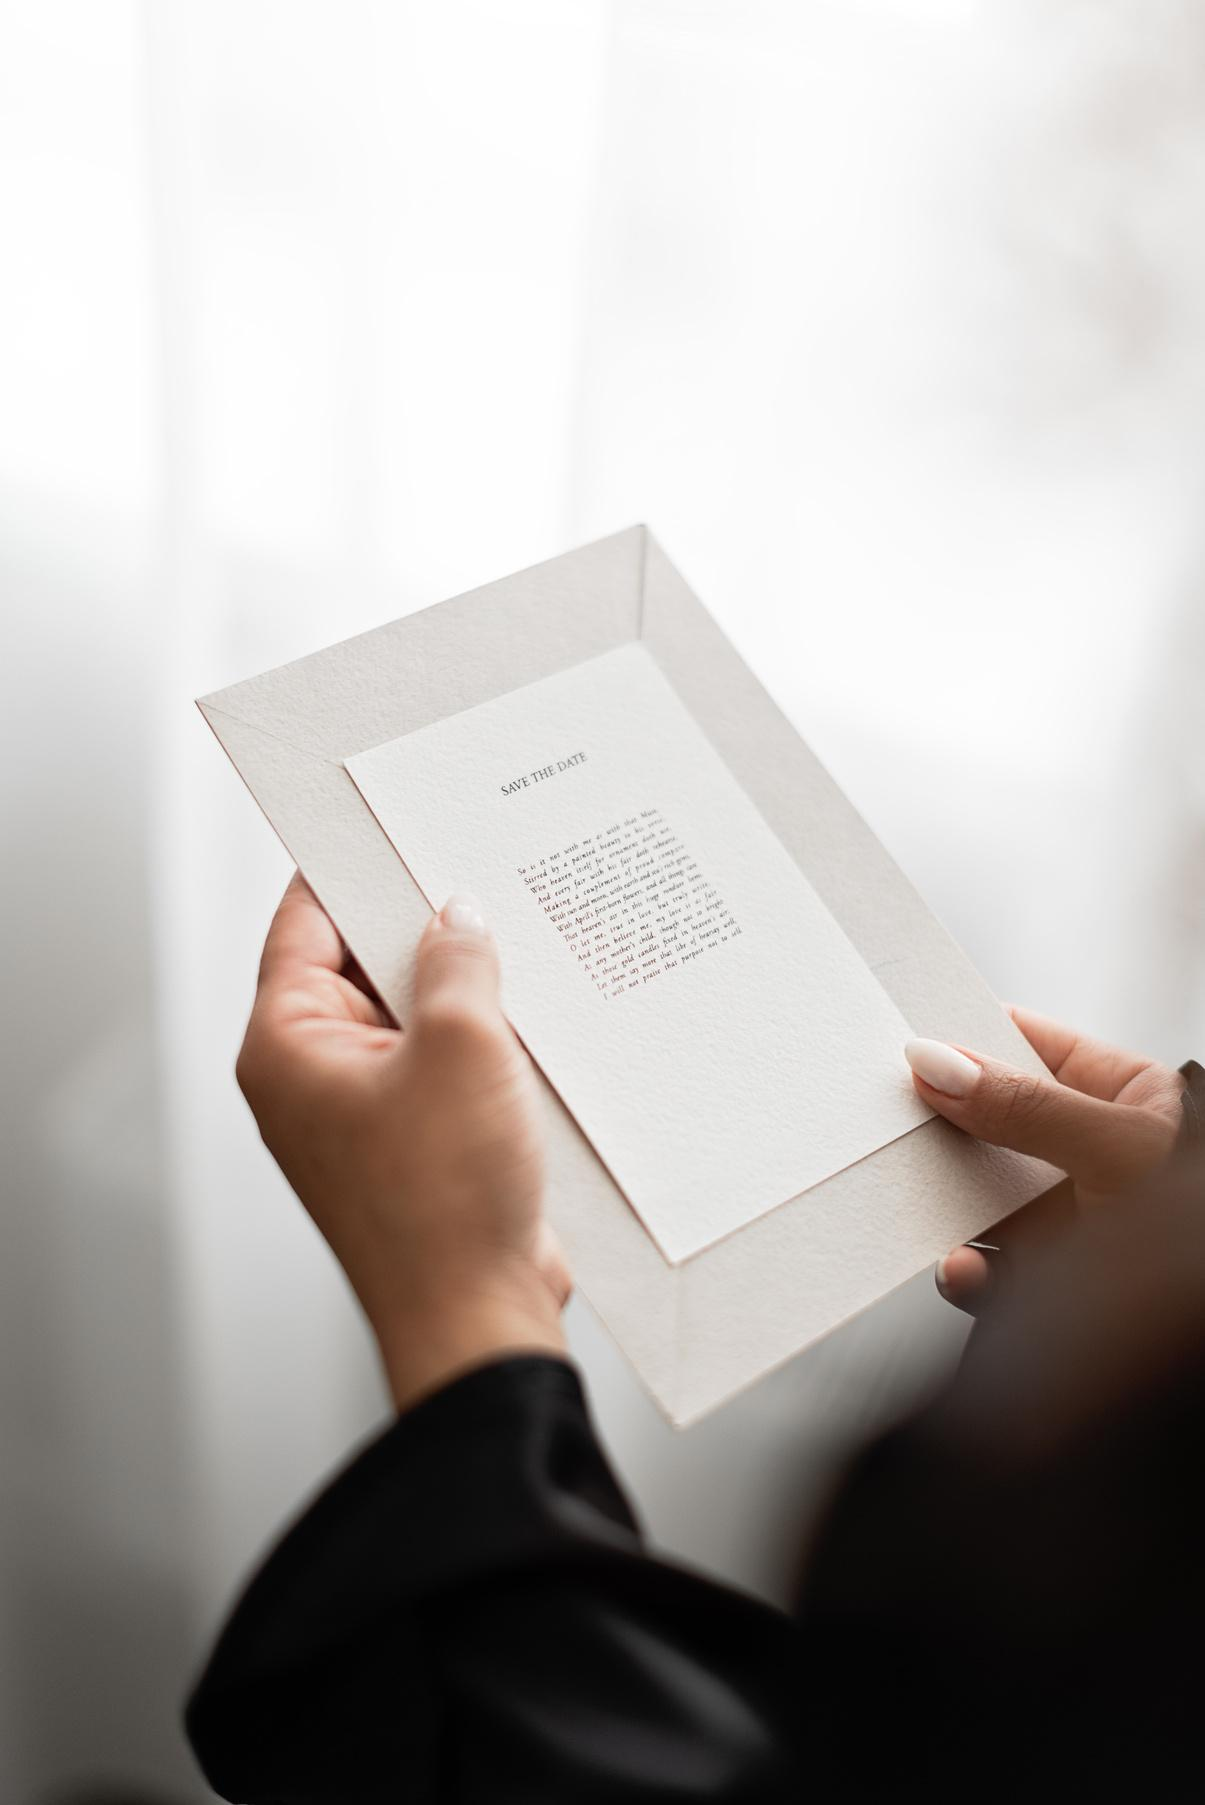 SAVE THE DATE
So is it not with me as with that Muse,
Stirred by a painted beauty to his verse,
Who heaven itself for ornament doth use,
And every fair with his fair doth rehearse,
Making a couplement of proud compare
With sun and moon, with earth and sea's rich gems,
With April's first-born flowers, and all things rare
That heaven's air in this huge rondure hems.
O let me, true in love, but truly write,
And then believe me, my love is as fair
As any mother's child, though not so bright
As those gold candles fixed in heaven's air.
Let them say more that like of hearsay well,
I will not praise that purpose not to sell.